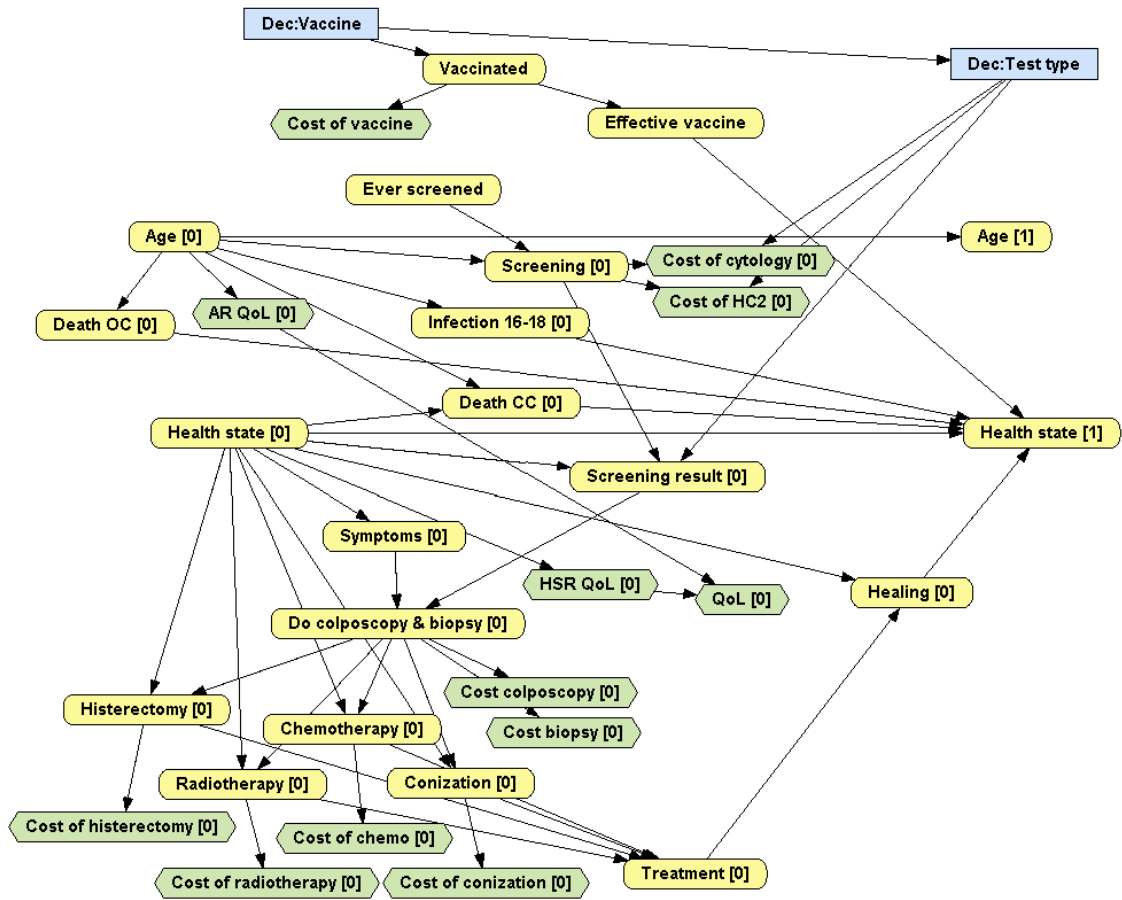 Dec:Vaccine
Dec:Test type
Vaccinated
Cost of vaccine
Effective vaccine
Ever screened
Age [0]
Age [1]
Screening [0]
Cost of cytology [0]
Cost of HC2 [0]
AR QoL [0]
Death OC [0]
Infection 16-18 [0]
Death CC [0]
Health state [0]
Health state [1]
Screening result [0]
Symptoms [0]
HSR QoL [0]
QoL [0]
Healing [0]
Do colposcopy & biopsy [0]
Cost colposcopy [0]
Histerectomy [0]
Chemotherapy [0]
Cost biopsy [0]
Radiotherapy [0]
Conization [0]
Cost of histerectomy [0]
Cost of chemo [0]
Cost of radiotherapy [0]
Cost of conization [0]
Treatment [0]